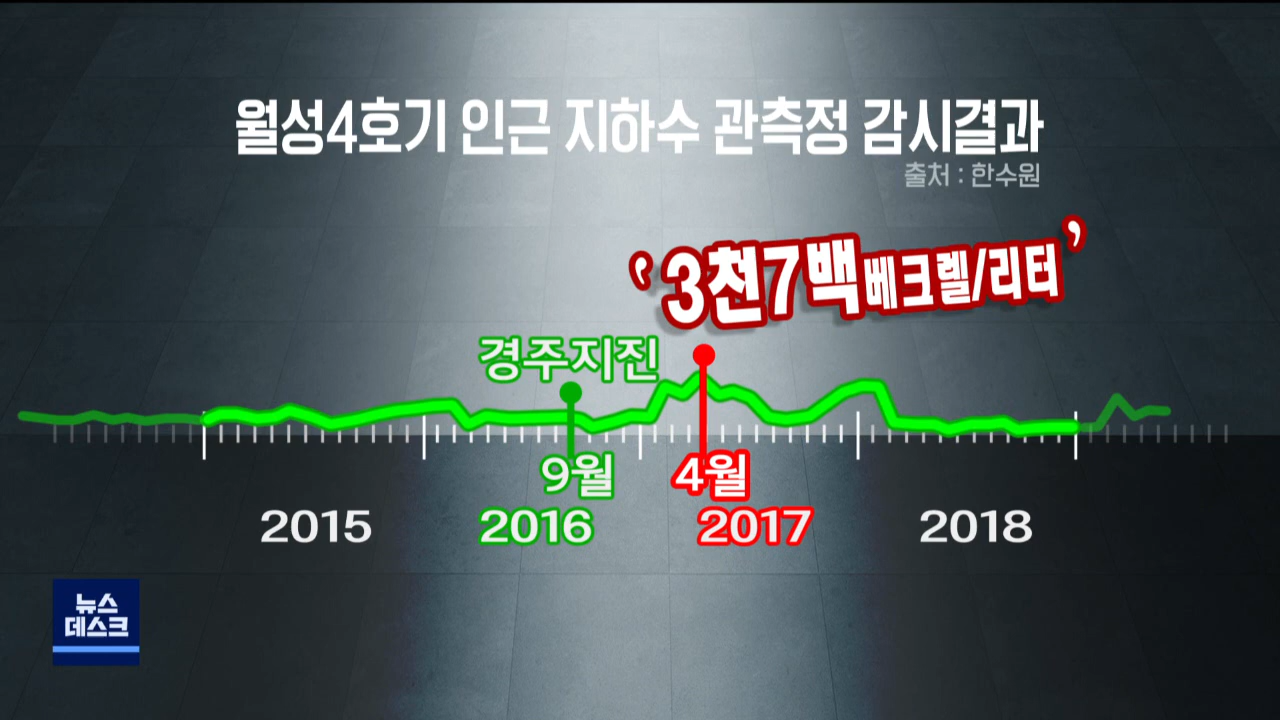 월성4호기 인근 지하수 관측정 감시결과
출처 : 한수원
‘ 3천7백베크렐/리터 ’
경주지진
9월
4월
2015
2016
2017
2018
뉴스
데스크